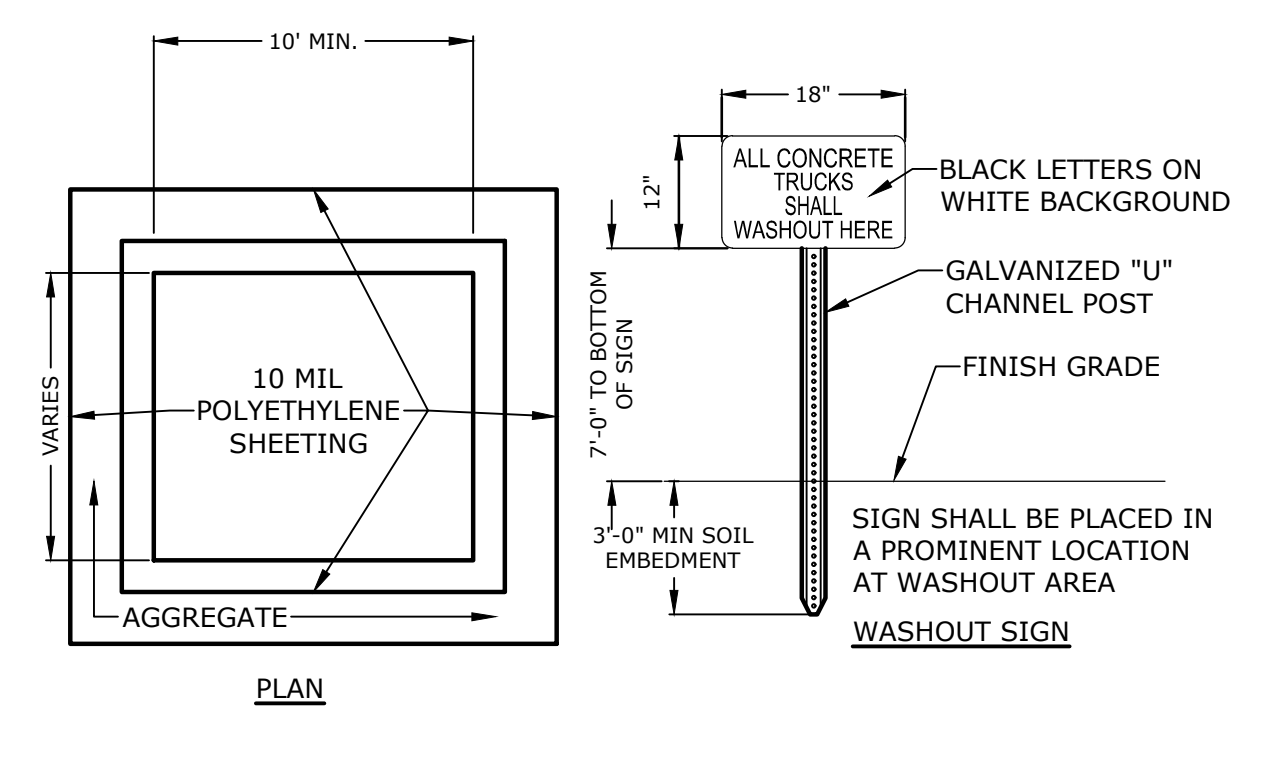 10' MIN.
VARIES
10 MIL
POLYETHYLENE
SHEETING
AGGREGATE
PLAN
18"
12"
ALL CONCRETE
TRUCKS
SHALL
WASHOUT HERE
BLACK LETTERS ON
WHITE BACKGROUND
7'-0" TO BOTTOM
OF SIGN
GALVANIZED "U"
CHANNEL POST
FINISH GRADE
3'-0" MIN SOIL
EMBEDMENT
SIGN SHALL BE PLACED IN
A PROMINENT LOCATION
AT WASHOUT AREA
WASHOUT SIGN